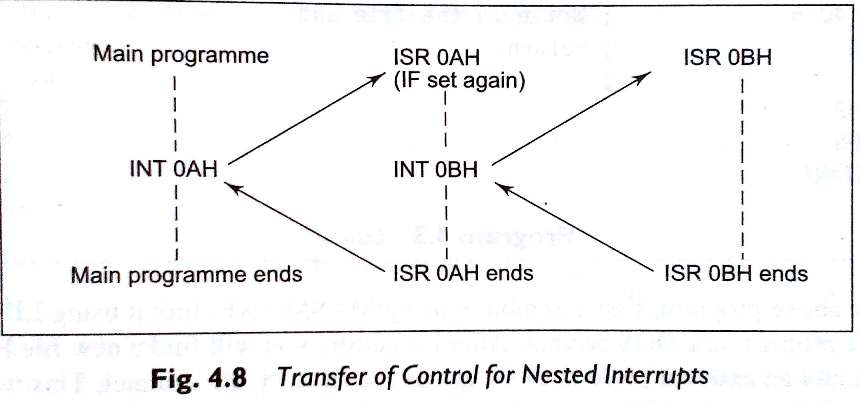 Main programme
ISR 0AH
(IF set again)
ISR 0BH
INT 0AH
INT 0BH
Main programme ends
ISR 0AH ends
ISR 0BH ends
Fig. 4.8 Transfer of Control for Nested Interrupts